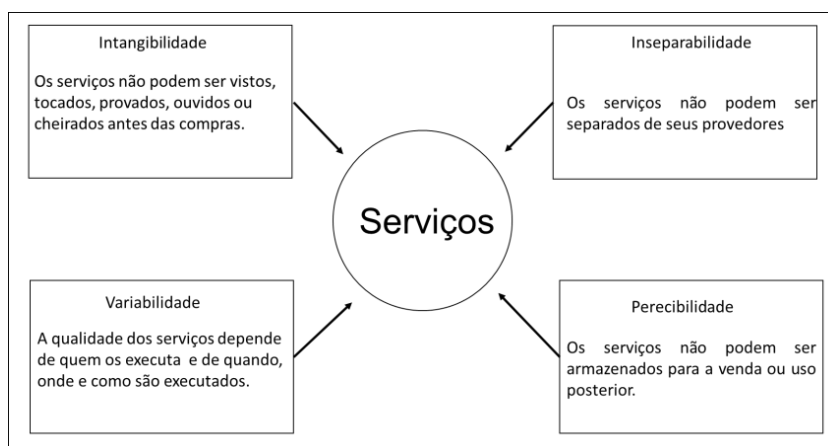 Intangibilidade
Os serviços não podem ser vistos,
tocados, provados, ouvidos ou
cheirados antes das compras.
Inseparabilidade
Os serviços não podem ser
separados de seus provedores
Serviços
Variabilidade
A qualidade dos serviços depende
de quem os executa e de quando,
onde e como são executados.
Perecibilidade
Os serviços não podem ser
armazenados para a venda ou uso
posterior.